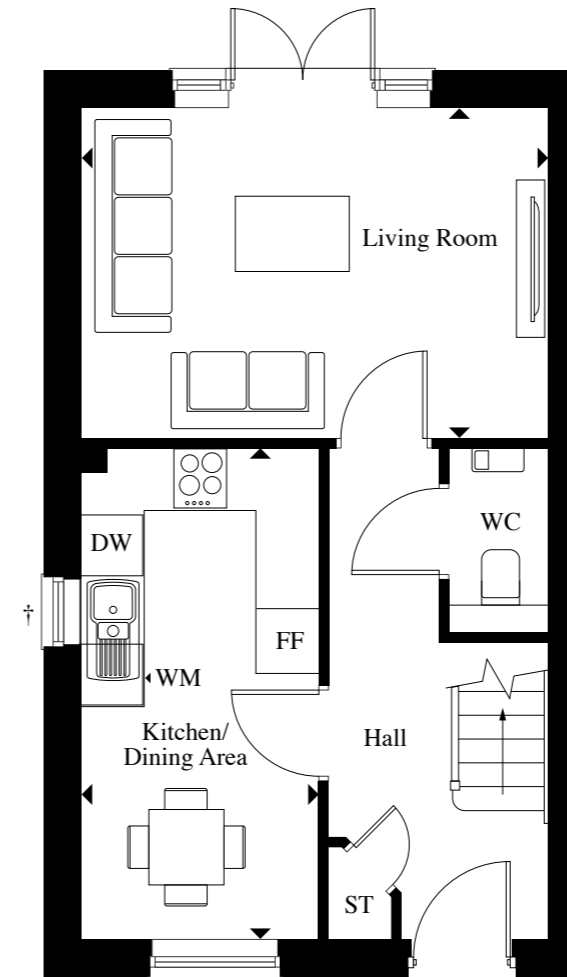 Living Room
WC
DW
†
FF
WM
Kitchen/
Dining Area
Hall
ST